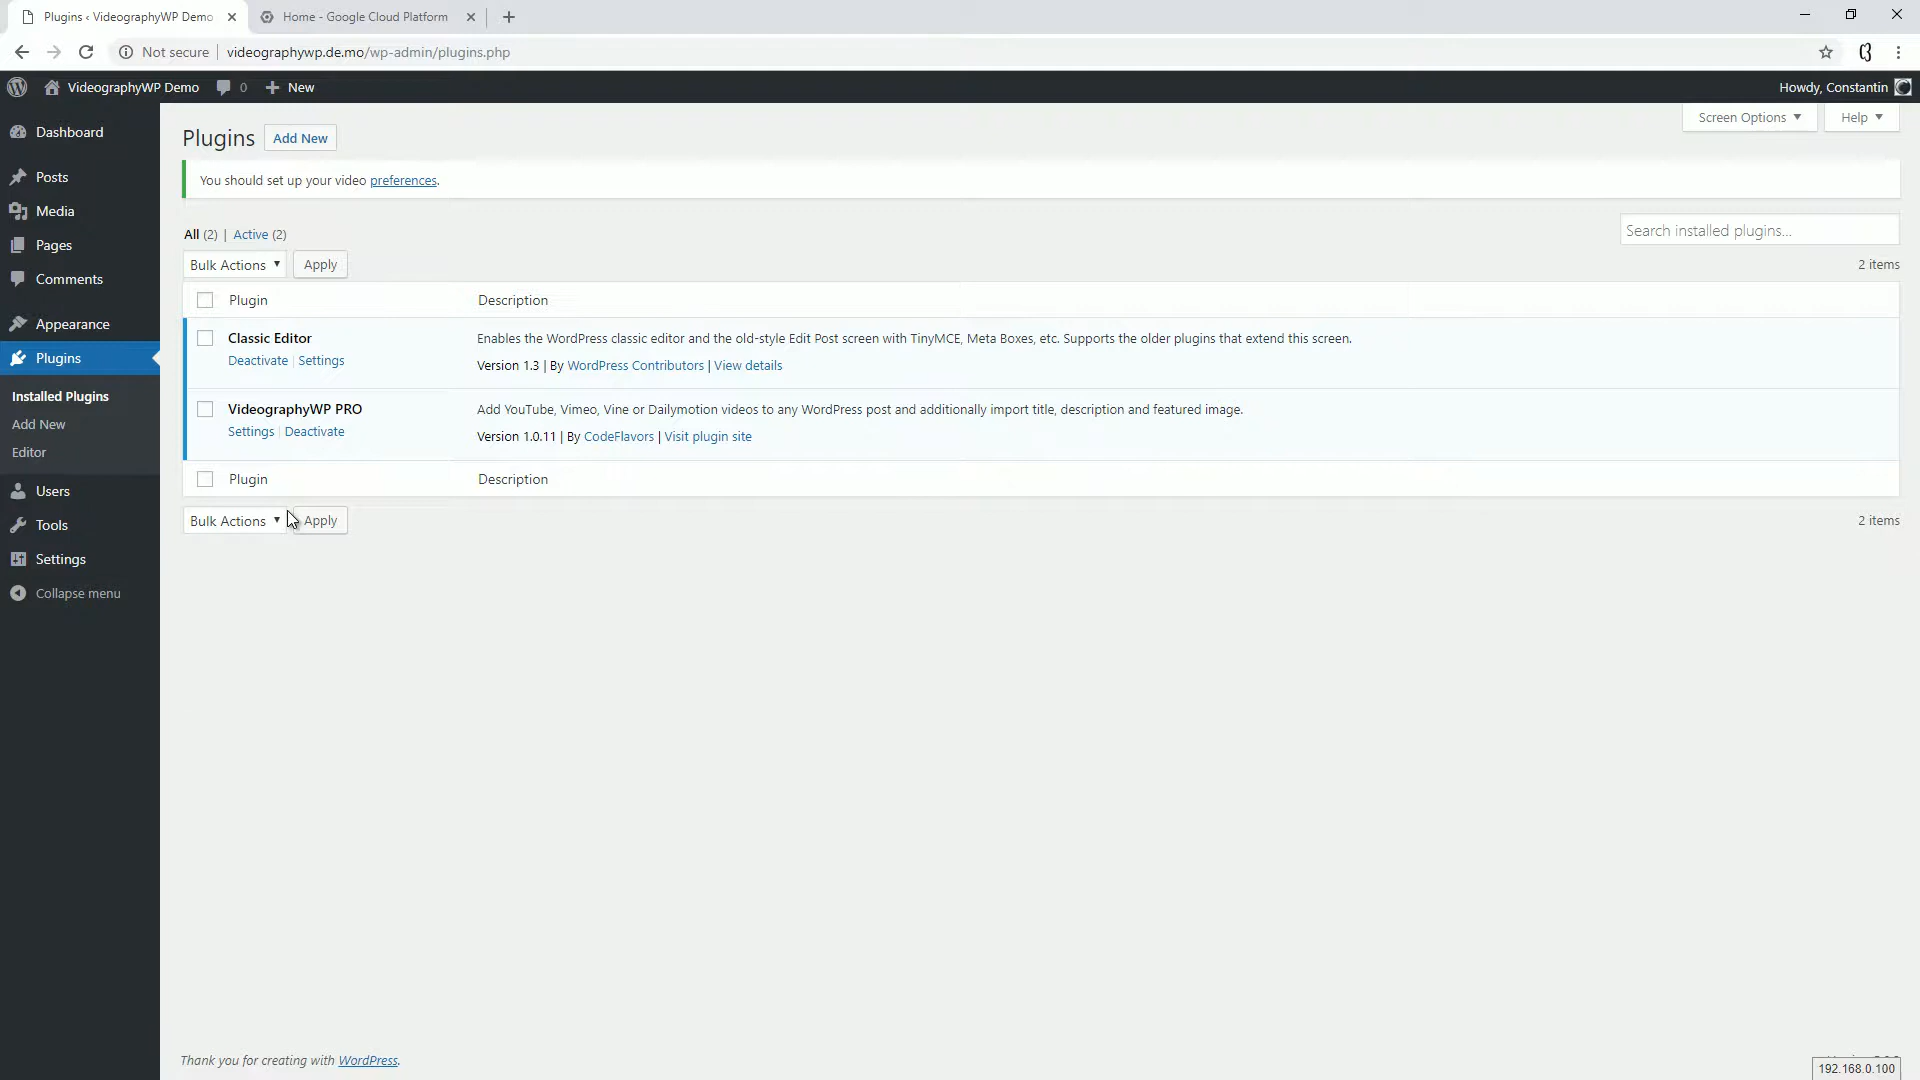 Plugins ‹ VideographyWP Demo
Home - Google Cloud Platform
Not secure
videographywp.de.mo/wp-admin/plugins.php
VideographyWP Demo
0
New
Howdy, Constantin
Dashboard
Posts
Media
Pages
Comments
Appearance
Plugins
Installed Plugins
Add New
Editor
Users
Tools
Settings
Collapse menu
Screen Options
Help
Plugins
Add New
You should set up your video preferences.
All (2) | Active (2)
Search installed plugins...
Bulk Actions
Apply
2 items
Plugin
Description
Classic Editor
Deactivate | Settings
Enables the WordPress classic editor and the old-style Edit Post screen with TinyMCE, Meta Boxes, etc. Supports the older plugins that extend this screen.
Version 1.3 | By WordPress Contributors | View details
VideographyWP PRO
Settings | Deactivate
Add YouTube, Vimeo, Vine or Dailymotion videos to any WordPress post and additionally import title, description and featured image.
Version 1.0.11 | By CodeFlavors | Visit plugin site
Plugin
Description
Bulk Actions
Apply
2 items
Thank you for creating with WordPress.
192.168.0.100